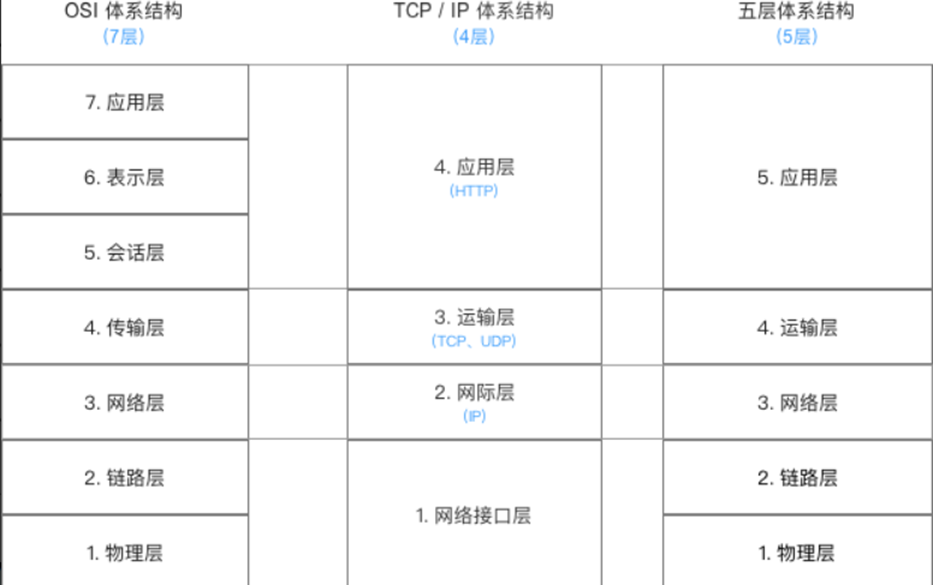 OSI 体系结构
(7层)
TCP / IP 体系结构
(4层)
五层体系结构
(5层)
7. 应用层
6. 表示层
5. 会话层
4. 传输层
3. 网络层
2. 链路层
1. 物理层
4. 应用层
(HTTP)
3. 运输层
(TCP、UDP)
2. 网际层
(IP)
1. 网络接口层
5. 应用层
4. 运输层
3. 网络层
2. 链路层
1. 物理层